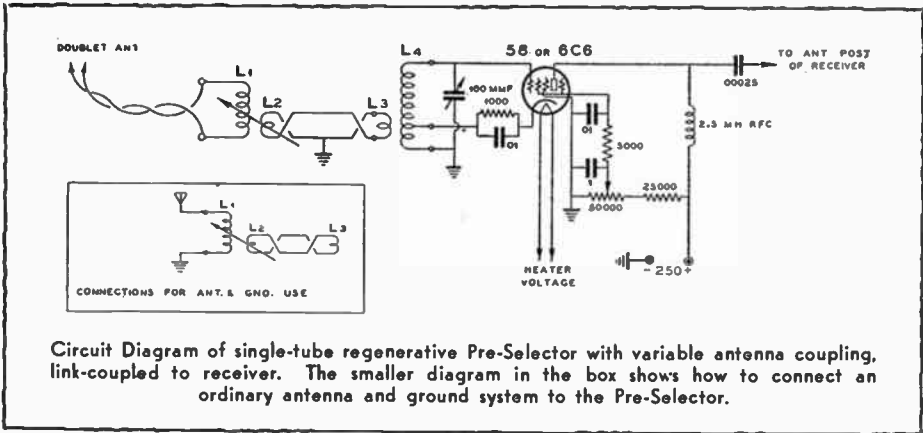 DOUBLET ANT
L1
L2
L3
L4
58 OR 6C6
100 MMF
1000
.01
.01
.1
5000
50000
25000
.00025
TO ANT POST
OF RECEIVER
2.5 MH RFC
HEATER
VOLTAGE
- 250+
L1
L2
L3
CONNECTIONS FOR ANT. & GND. USE
Circuit Diagram of single-tube regenerative Pre-Selector with variable antenna coupling,
link-coupled to receiver. The smaller diagram in the box shows how to connect an
ordinary antenna and ground system to the Pre-Selector.